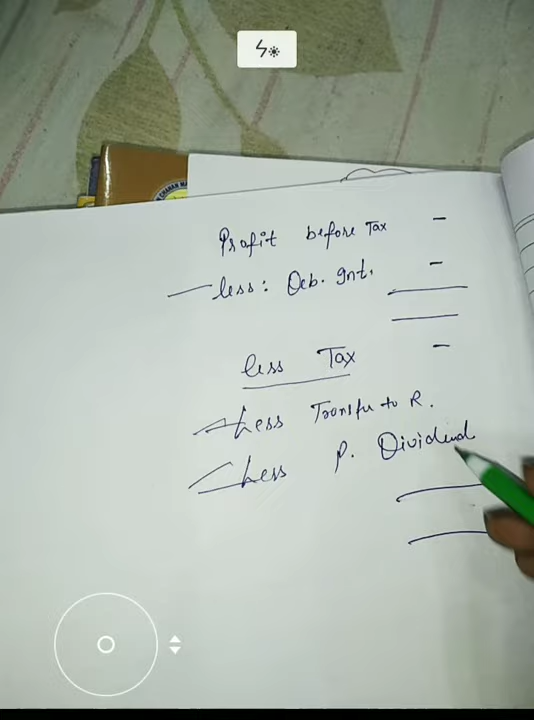 Profit before Tax -
less: Deb. Int. -
less Tax -
Less Transfer to R.
Less P. Dividend